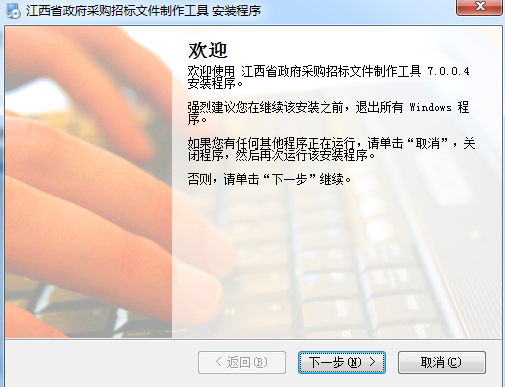 江西省政府采购招标文件制作工具 安装程序
欢迎
欢迎使用 江西省政府采购招标文件制作工具 7.0.0.4
安装程序。
强烈建议您在继续该安装之前，退出所有 Windows 程
序。
如果您有任何其他程序正在运行，请单击“取消”，关
闭程序，然后再次运行该安装程序。
否则，请单击“下一步”继续。
< 返回(B)
下一步(N) >
取消(C)